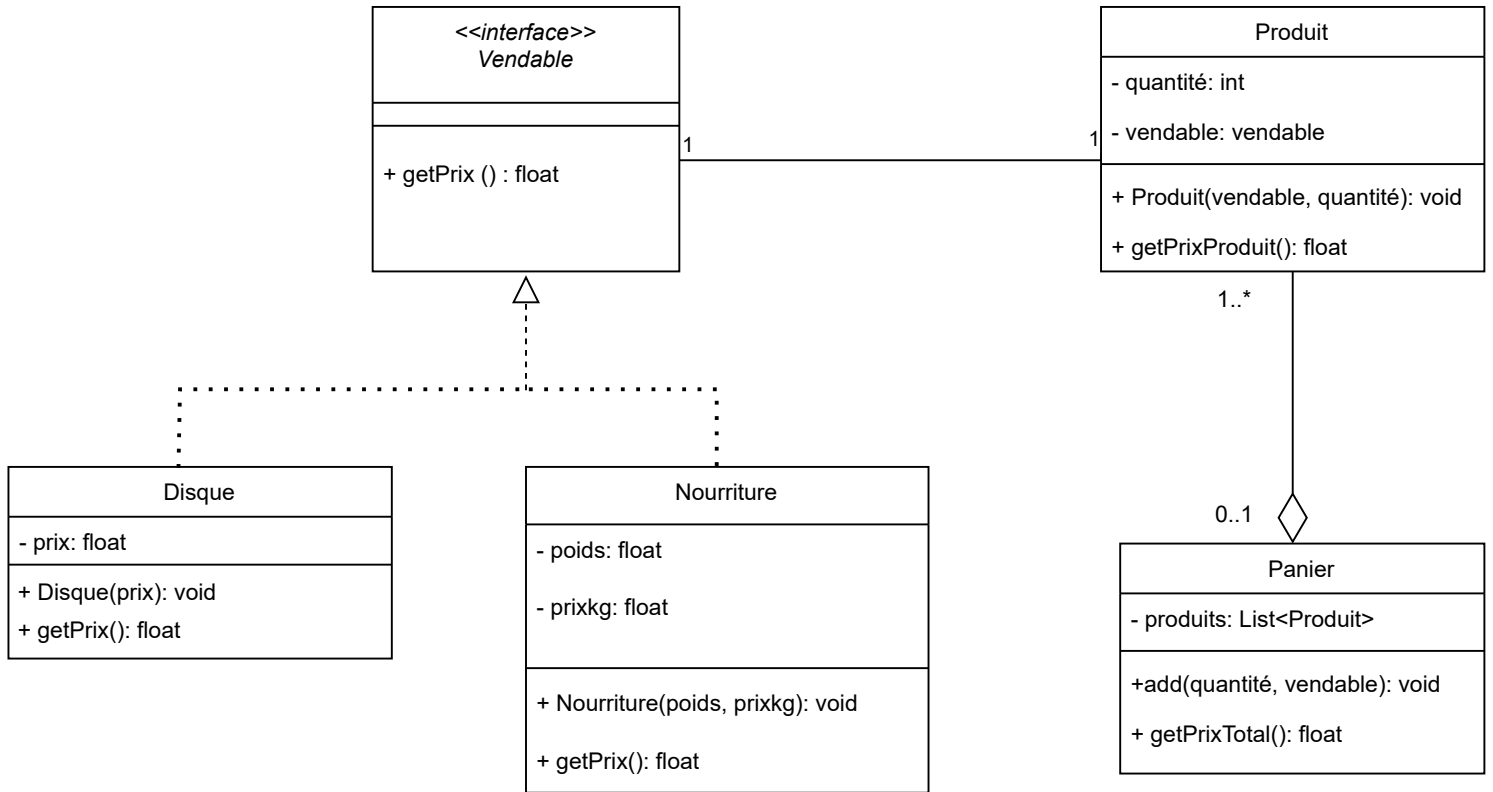 <<interface>>
Vendable
+ getPrix () : float
1
1
Produit
- quantité: int
- vendable: vendable
+ Produit(vendable, quantité): void
+ getPrixProduit(): float
1..*
0..1
Disque
- prix: float
+ Disque(prix): void
+ getPrix(): float
Nourriture
- poids: float
- prixkg: float
+ Nourriture(poids, prixkg): void
+ getPrix(): float
Panier
- produits: List<Produit>
+add(quantité, vendable): void
+ getPrixTotal(): float